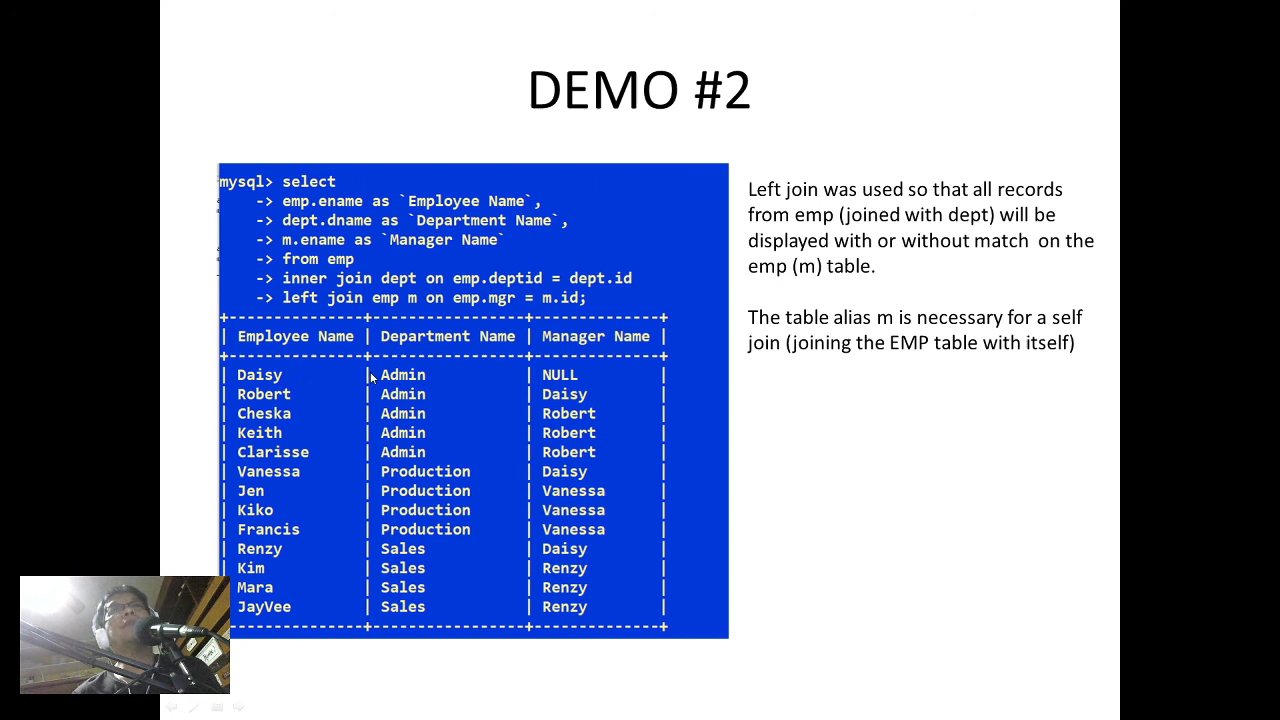 DEMO #2
mysql> select
-> emp.ename as `Employee Name`,
-> dept.dname as `Department Name`,
-> m.ename as `Manager Name`
-> from emp
-> inner join dept on emp.deptid = dept.id
-> left join emp m on emp.mgr = m.id;
+---------------+-----------------+--------------+
| Employee Name | Department Name | Manager Name |
+---------------+-----------------+--------------+
| Daisy | Admin | NULL |
| Robert | Admin | Daisy |
| Cheska | Admin | Robert |
| Keith | Admin | Robert |
| Clarisse | Admin | Robert |
| Vanessa | Production | Daisy |
| Jen | Production | Vanessa |
| Kiko | Production | Vanessa |
| Francis | Production | Vanessa |
| Renzy | Sales | Daisy |
| Kim | Sales | Renzy |
Mara | Sales | Renzy |
JayVee | Sales | Renzy |
---------------+-----------------+--------------+
Left join was used so that all records
from emp (joined with dept) will be
displayed with or without match on the
emp (m) table.
The table alias m is necessary for a self
join (joining the EMP table with itself)